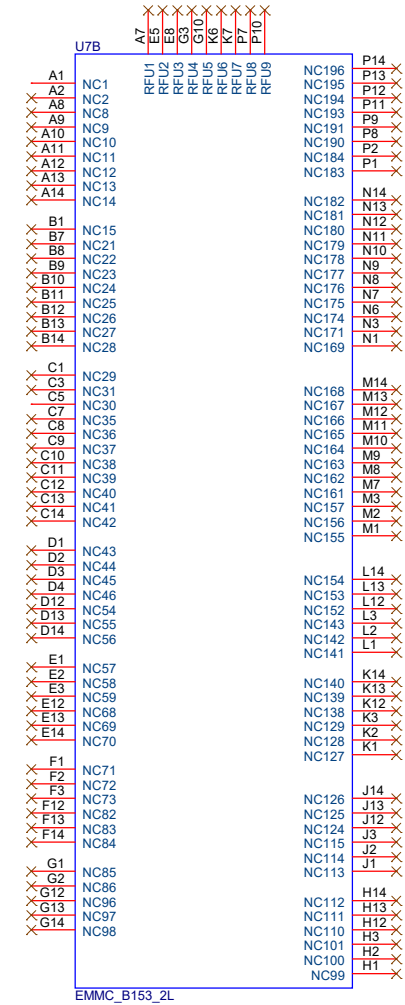 A7 E5 E8 G3 G10 K6 K7 P7 P10
U7B
RFU1 RFU2 RFU3 RFU4 RFU5 RFU6 RFU7 RFU8 RFU9
A1 NC1
A2 NC2
A8 NC8
A9 NC9
A10 NC10
A11 NC11
A12 NC12
A13 NC13
A14 NC14
B1 NC15
B7 NC21
B8 NC22
B9 NC23
B10 NC24
B11 NC25
B12 NC26
B13 NC27
B14 NC28
C1 NC29
C3 NC31
C5 NC30
C7 NC35
C8 NC36
C9 NC37
C10 NC38
C11 NC39
C12 NC40
C13 NC41
C14 NC42
D1 NC43
D2 NC44
D3 NC45
D4 NC46
D12 NC54
D13 NC55
D14 NC56
E1 NC57
E2 NC58
E3 NC59
E12 NC68
E13 NC69
E14 NC70
F1 NC71
F2 NC72
F3 NC73
F12 NC82
F13 NC83
F14 NC84
G1 NC85
G2 NC86
G12 NC96
G13 NC97
G14 NC98
NC196 P14
NC195 P13
NC194 P12
NC193 P11
NC191 P9
NC190 P8
NC184 P2
NC183 P1
NC182 N14
NC181 N13
NC180 N12
NC179 N11
NC178 N10
NC177 N9
NC176 N8
NC175 N7
NC174 N6
NC171 N3
NC169 N1
NC168 M14
NC167 M13
NC166 M12
NC165 M11
NC164 M10
NC163 M9
NC162 M8
NC161 M7
NC157 M3
NC156 M2
NC155 M1
NC154 L14
NC153 L13
NC152 L12
NC143 L3
NC142 L2
NC141 L1
NC140 K14
NC139 K13
NC138 K12
NC129 K3
NC128 K2
NC127 K1
NC126 J14
NC125 J13
NC124 J12
NC115 J3
NC114 J2
NC113 J1
NC112 H14
NC111 H13
NC110 H12
NC101 H3
NC100 H2
NC99 H1
EMMC_B153_2L